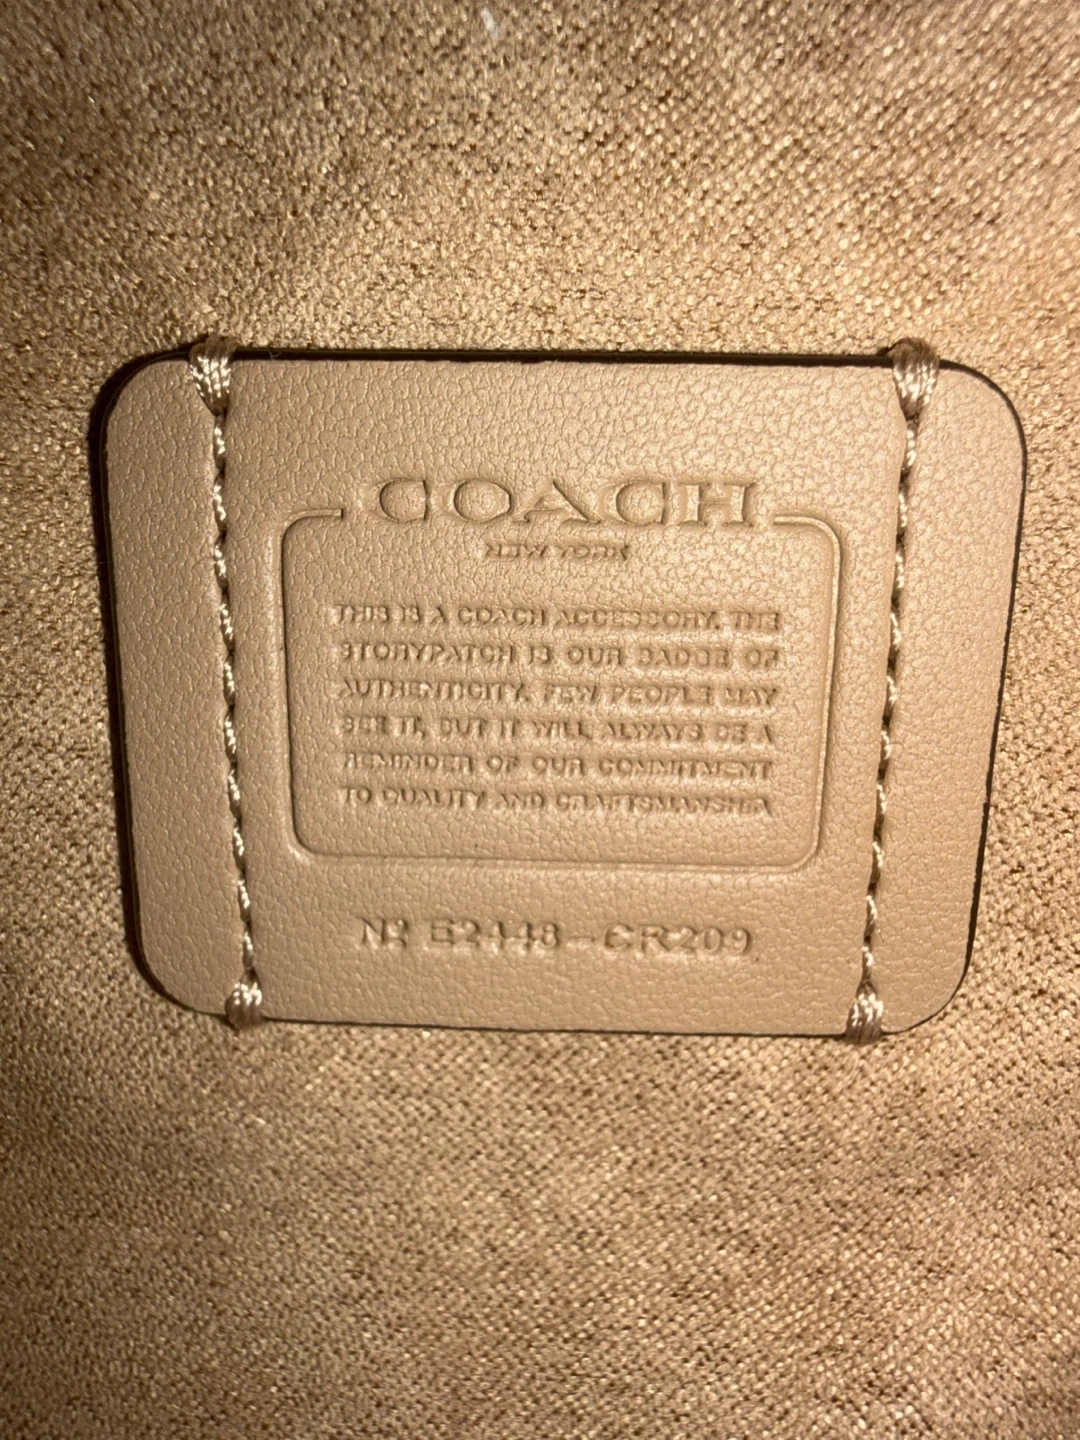 COACH
NEW YORK
THIS IS A COACH ACCESSORY. THE
STORYPATCH IS OUR BADGE OF
AUTHENTICITY. FEW PEOPLE MAY
SEE IT, BUT IT WILL ALWAYS BE A
REMINDER OF OUR COMMITMENT
TO QUALITY AND CRAFTSMANSHIP.
Nº E2448-CR209